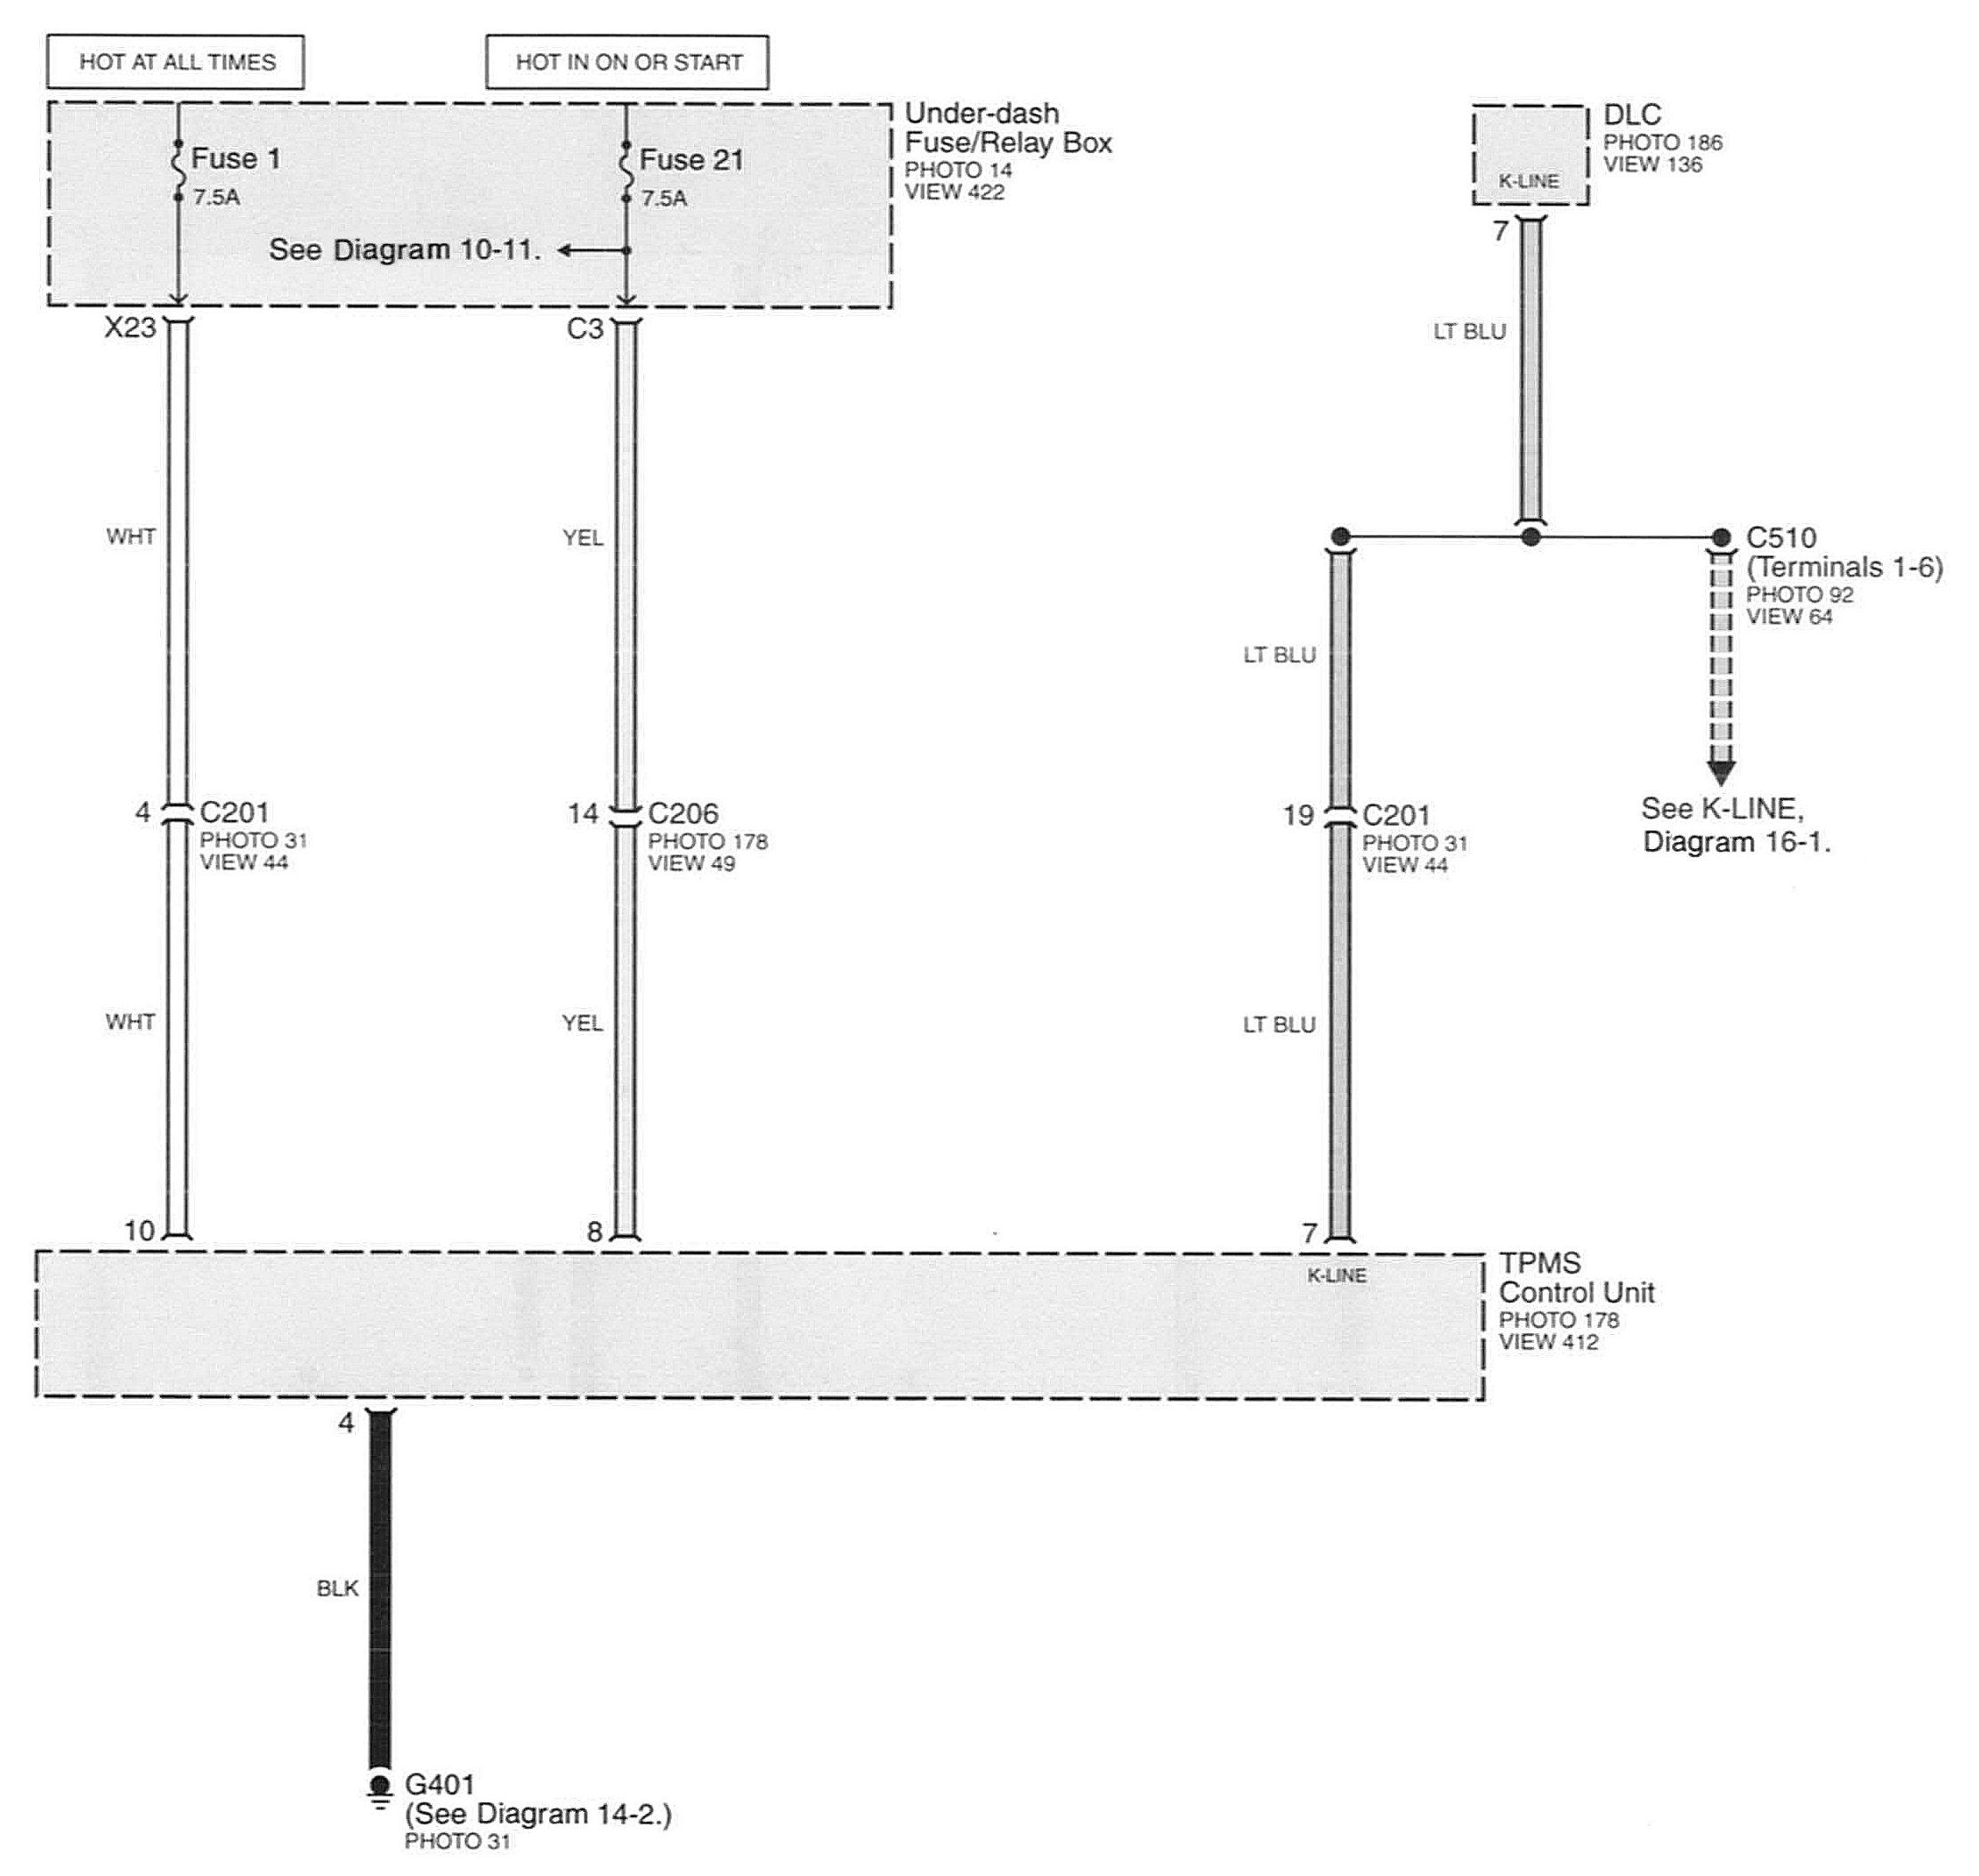 HOT AT ALL TIMES
HOT IN ON OR START
Under-dash
Fuse/Relay Box
PHOTO 14
VIEW 422
Fuse 1
7.5A
Fuse 21
7.5A
See Diagram 10-11.
DLC
PHOTO 186
VIEW 136
K-LINE
7
X23
C3
LT BLU
WHT
YEL
C510
(Terminals 1-6)
PHOTO 92
VIEW 64
LT BLU
4
C201
PHOTO 31
VIEW 44
14
C206
PHOTO 178
VIEW 49
19
C201
PHOTO 31
VIEW 44
See K-LINE,
Diagram 16-1.
WHT
YEL
LT BLU
10
8
7
K-LINE
TPMS
Control Unit
PHOTO 178
VIEW 412
4
BLK
G401
(See Diagram 14-2.)
PHOTO 31